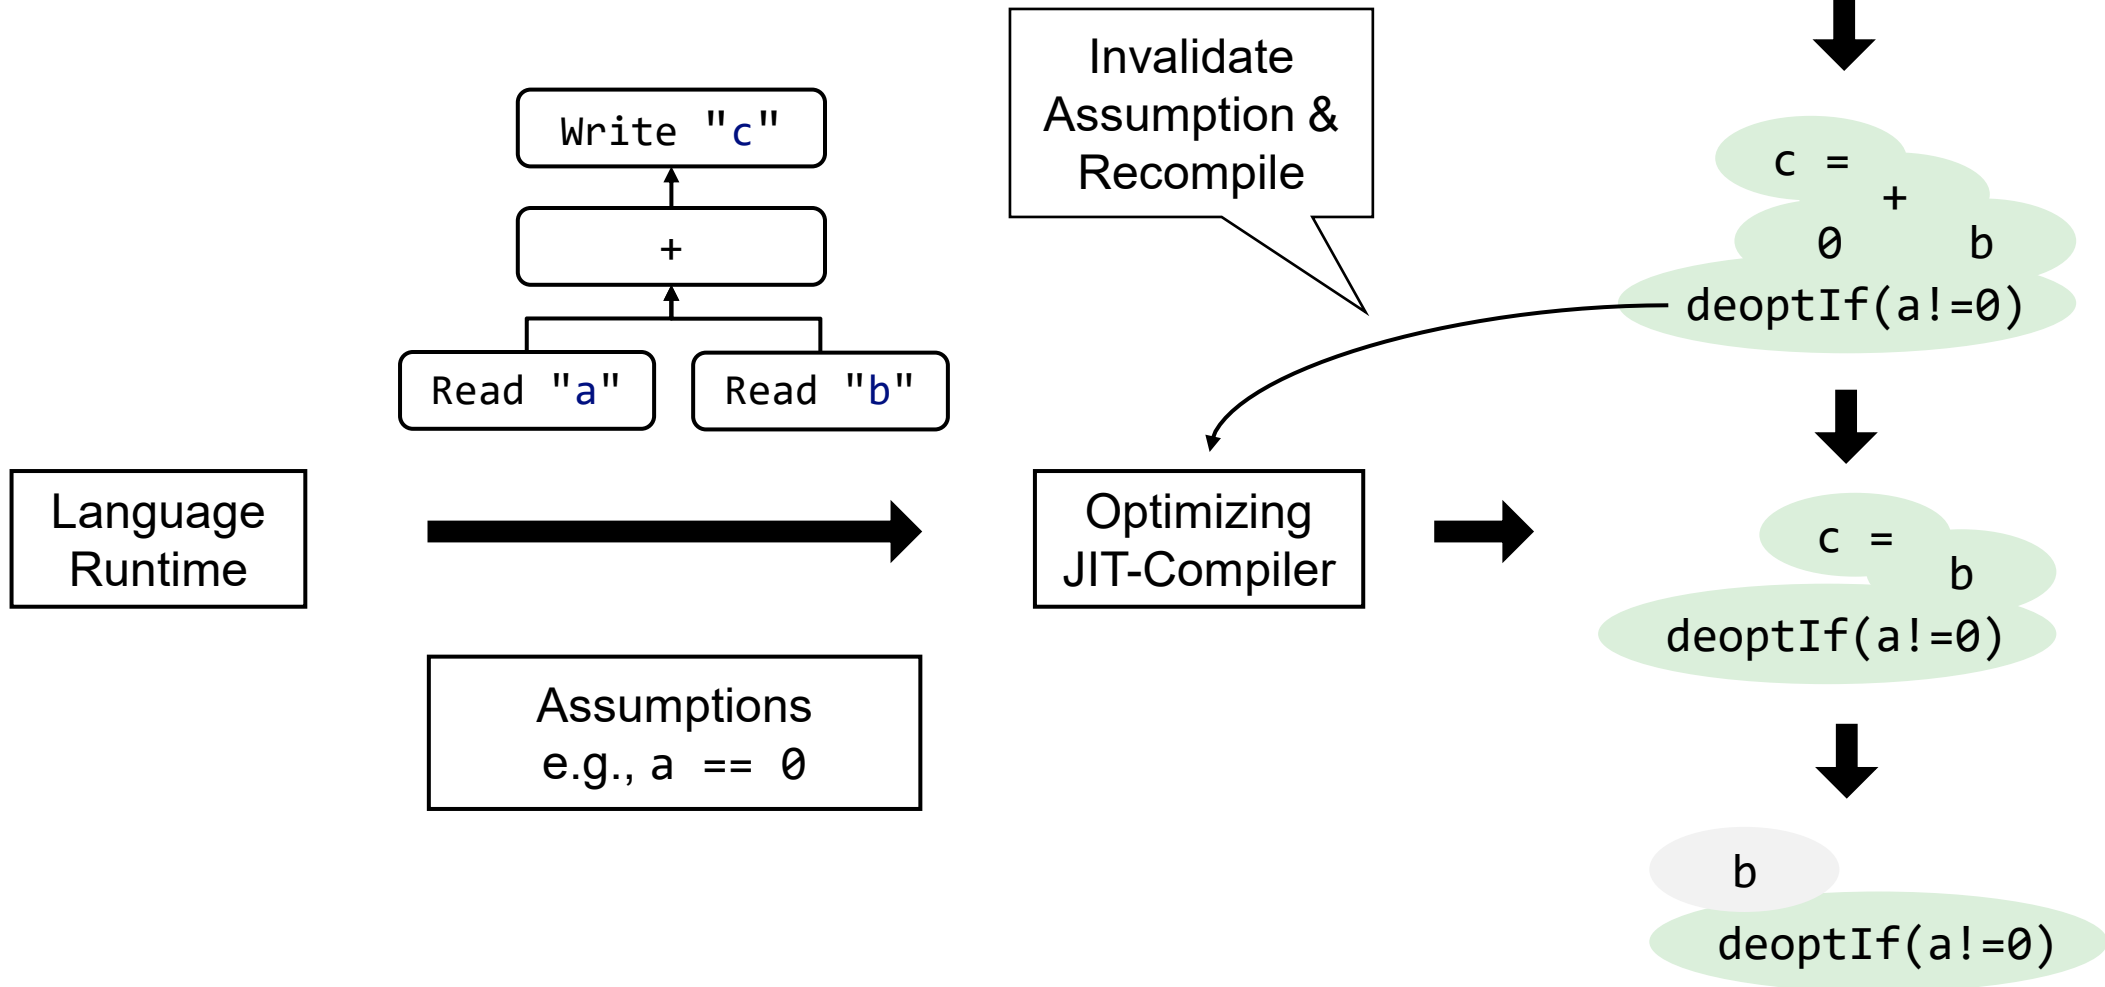 Write "c"
+
Read "a"
Read "b"
Language
Runtime
Assumptions
e.g., a == 0
Invalidate
Assumption &
Recompile
Optimizing
JIT-Compiler
c =
+
0 b
deoptIf(a!=0)
c =
b
deoptIf(a!=0)
b
deoptIf(a!=0)